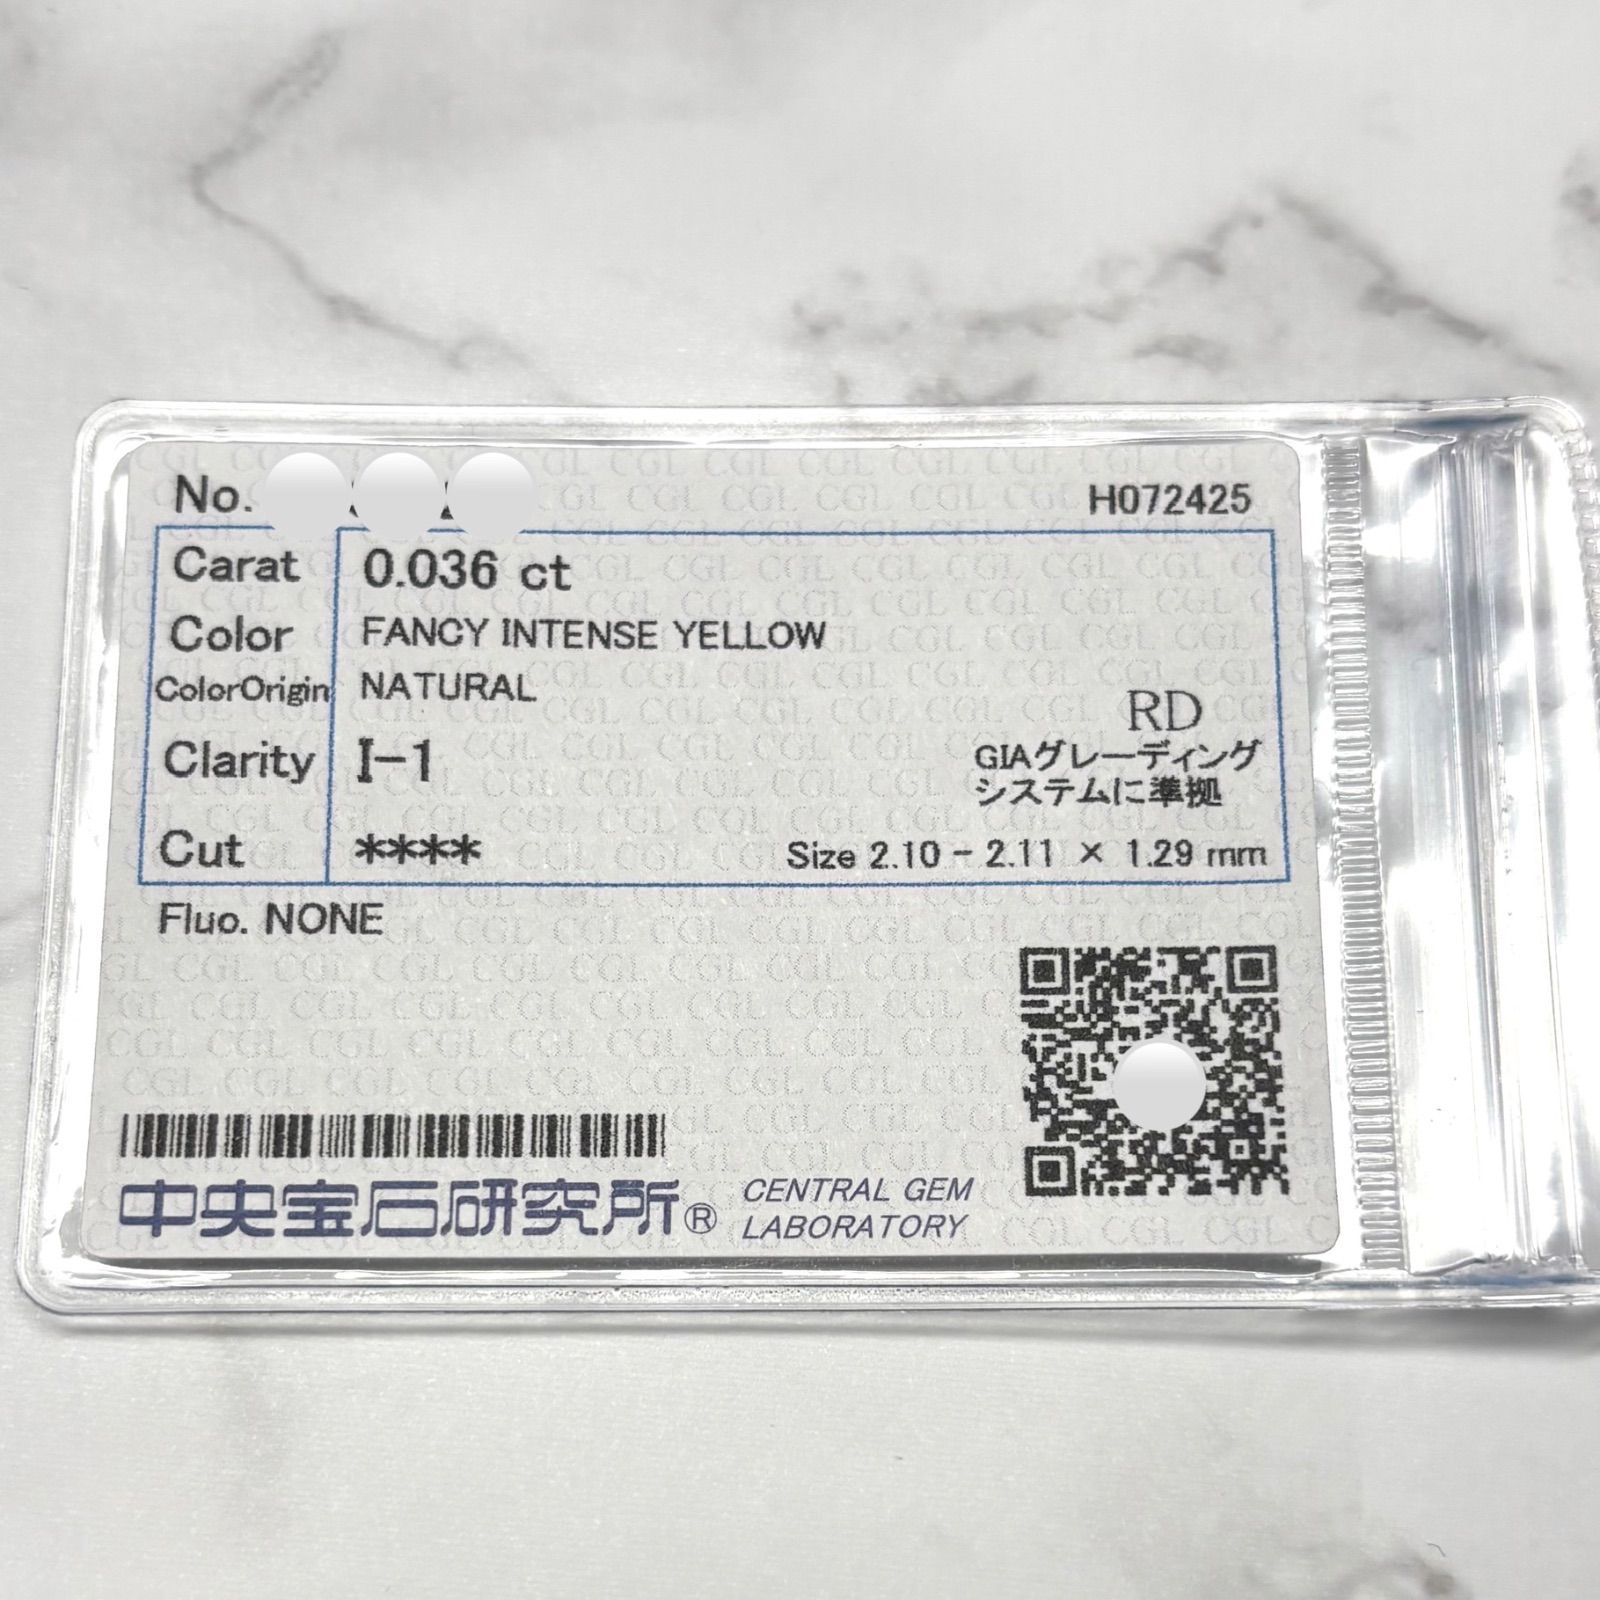 No. H072425
Carat 0.036 ct
Color FANCY INTENSE YELLOW
ColorOrigin NATURAL
RD
Clarity I-1
GIAグレーディング
システムに準拠
Cut ****
Size 2.10 - 2.11 × 1.29 mm
Fluo. NONE
中央宝石研究所®
CENTRAL GEM
LABORATORY